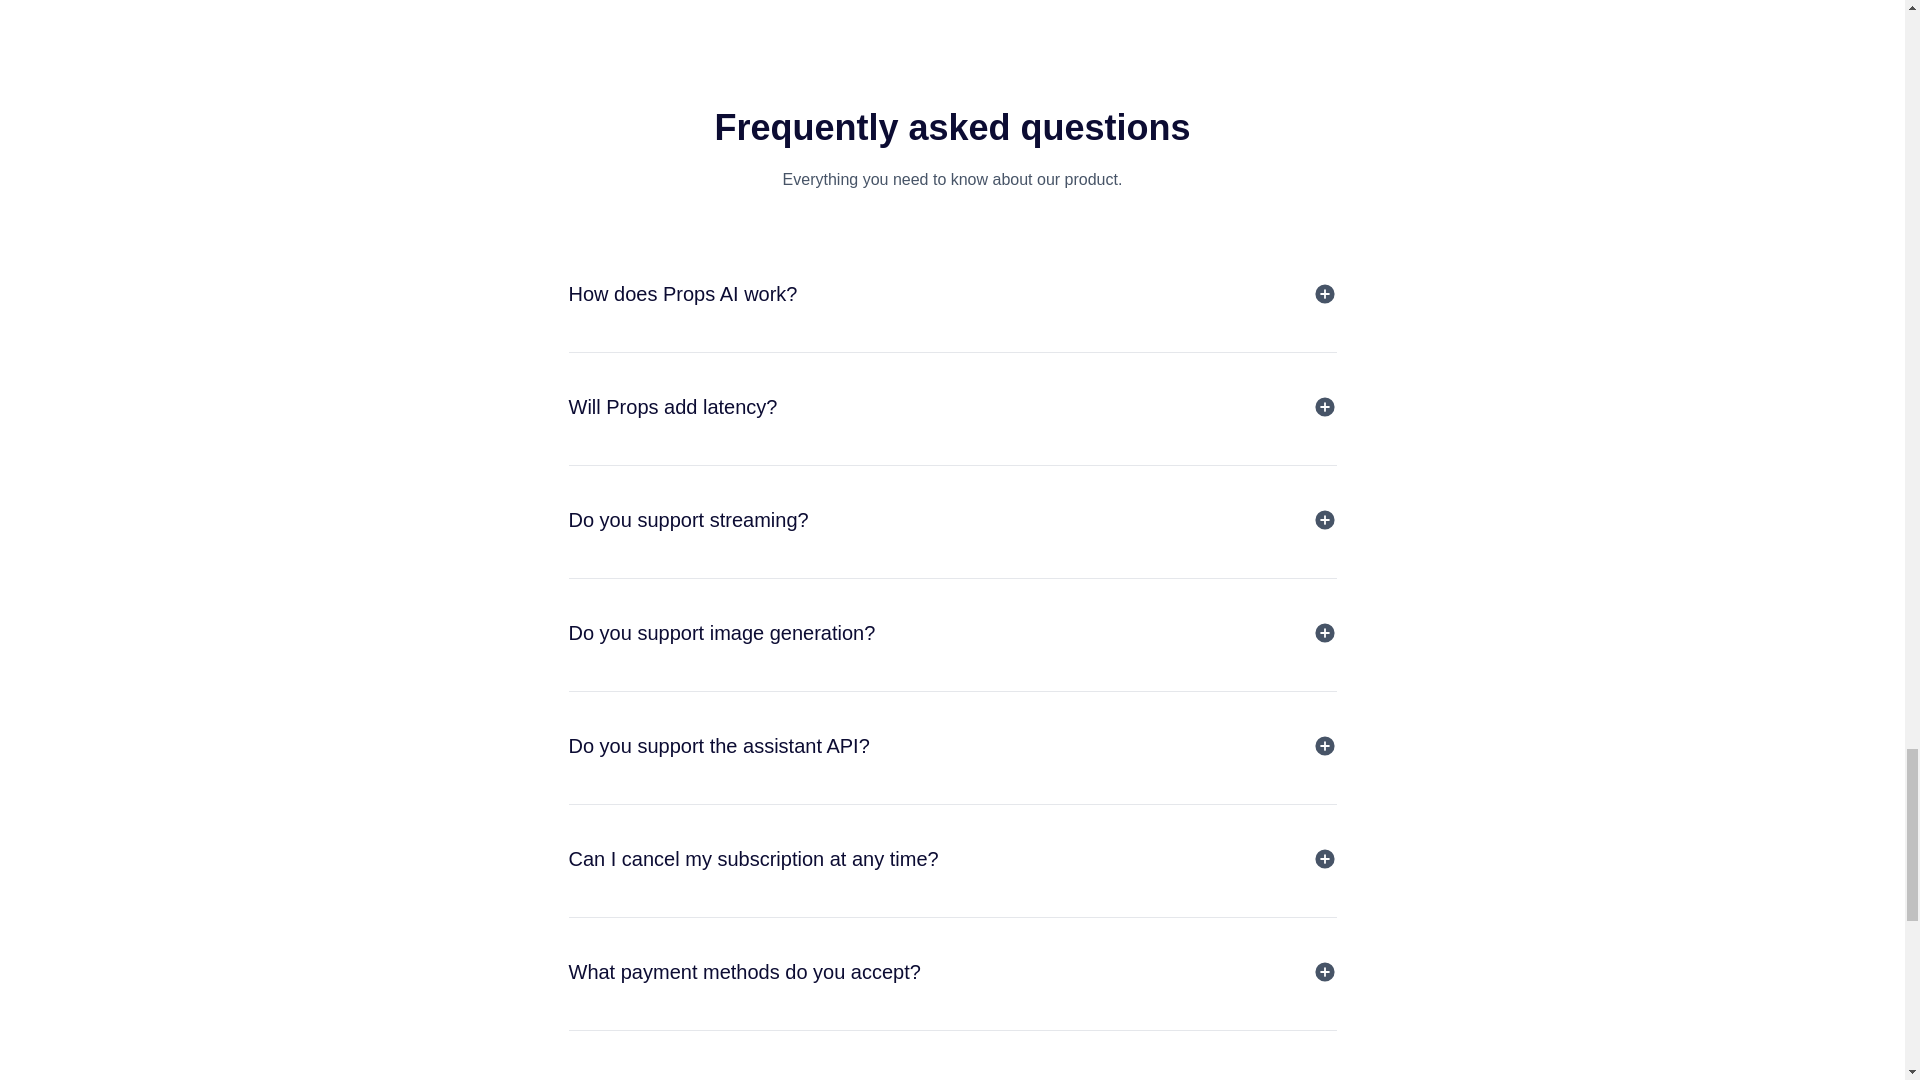 Frequently asked questions
Everything you need to know about our product.
How does Props AI work?
Will Props add latency?
Do you support streaming?
Do you support image generation?
Do you support the assistant API?
Can I cancel my subscription at any time?
What payment methods do you accept?